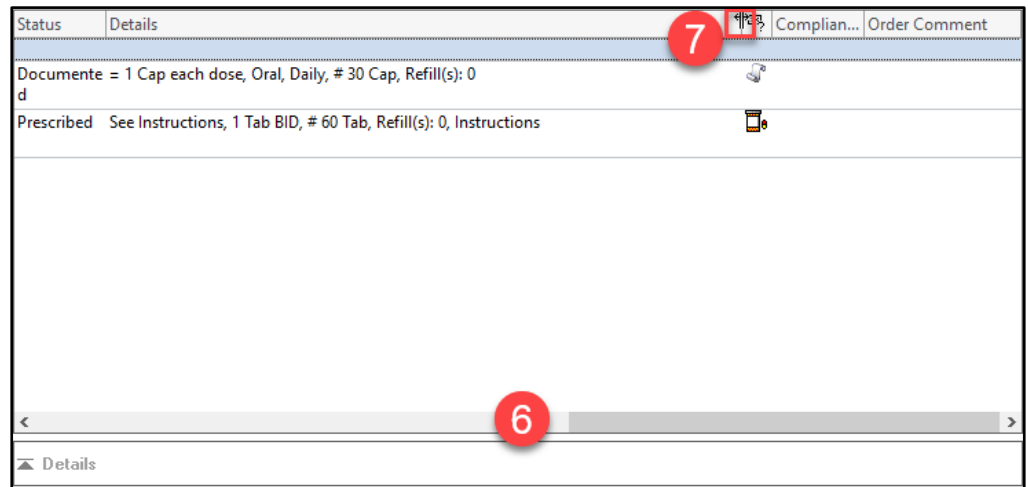 Status Details 7 Complian... Order Comment
Documente = 1 Cap each dose, Oral, Daily, # 30 Cap, Refill(s): 0
d
Prescribed See Instructions, 1 Tab BID, # 60 Tab, Refill(s): 0, Instructions
6
Details